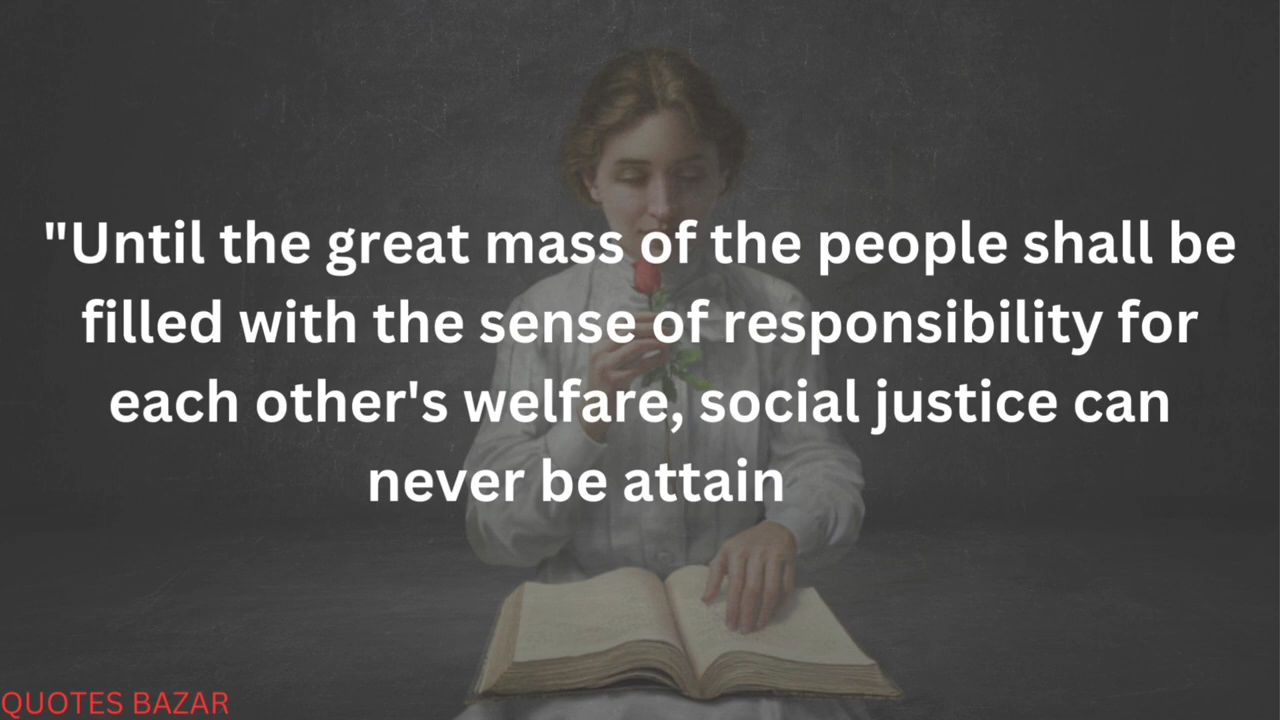 "Until the great mass of the people shall be
filled with the sense of responsibility for
each other's welfare, social justice can
never be attain
QUOTES BAZAR